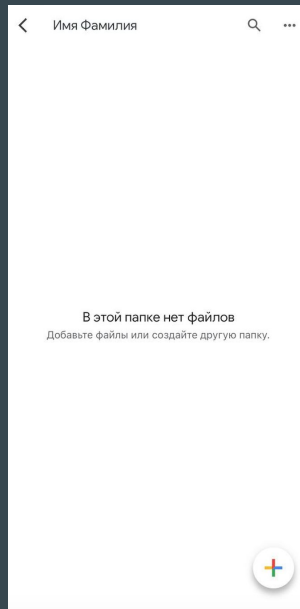 Имя Фамилия
В этой папке нет файлов
Добавьте файлы или создайте другую папку.